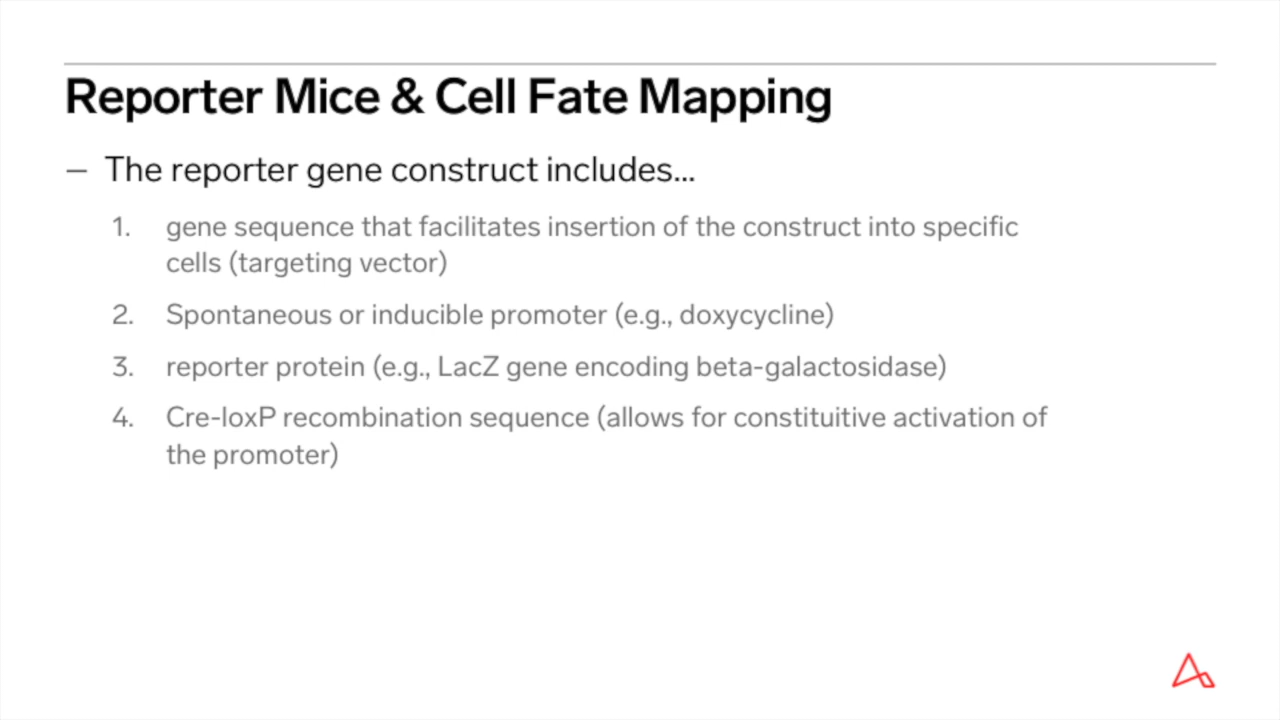 Reporter Mice & Cell Fate Mapping
– The reporter gene construct includes...
1. gene sequence that facilitates insertion of the construct into specific
cells (targeting vector)
2. Spontaneous or inducible promoter (e.g., doxycycline)
3. reporter protein (e.g., LacZ gene encoding beta-galactosidase)
4. Cre-loxP recombination sequence (allows for constituitive activation of
the promoter)